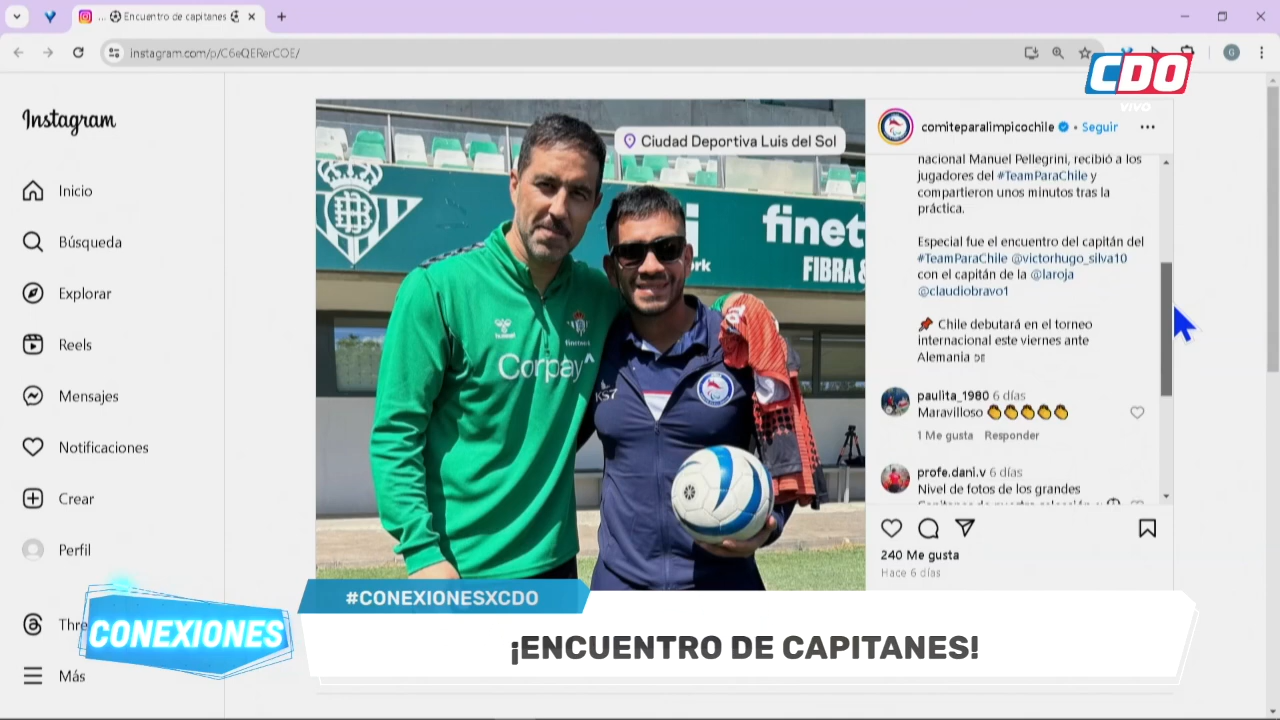 ... Encuentro de capitanes
instagram.com/p/C6eQERerCOE/
G
CDO
VIVO
Instagram
Inicio
Búsqueda
Explorar
Reels
Mensajes
Notificaciones
Crear
Perfil
Thre
Más
Ciudad Deportiva Luis del Sol
finet
FIBRA &
rk
finetwork
Corpay^
KS7
comiteparalimpicochile • Seguir
nacional Manuel Pellegrini, recibió a los
jugadores del #TeamParaChile y
compartieron unos minutos tras la
práctica.
Especial fue el encuentro del capitán del
#TeamParaChile @victorhugo_silva10
con el capitán de la @laroja
@claudiobravo1
Chile debutará en el torneo
internacional este viernes ante
Alemania
paulita_1980 6 días
Maravilloso
1 Me gusta Responder
profe.dani.v 6 días
Nivel de fotos de los grandes
240 Me gusta
Hace 6 días
CONEXIONES
#CONEXIONESXCDO
¡ENCUENTRO DE CAPITANES!